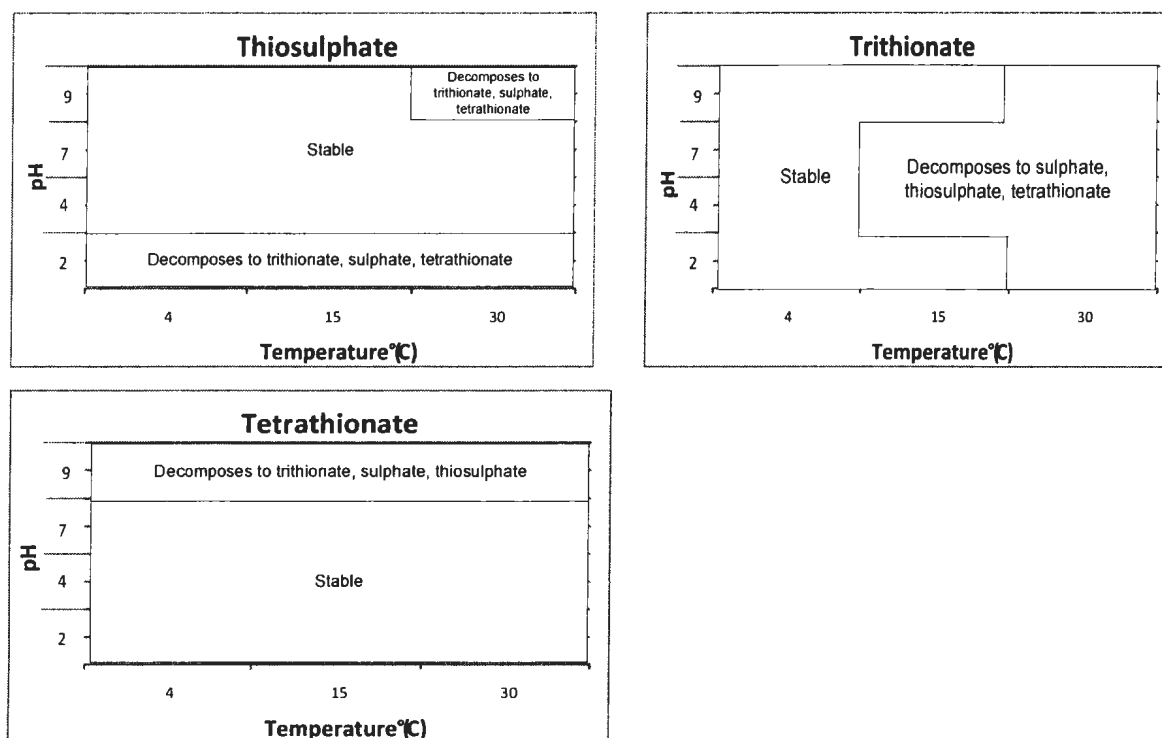 Thiosulphate
Decomposes to
trithionate, sulphate,
tetrathionate
9
Stable
7
pH
4
Decomposes to trithionate, sulphate, tetrathionate
2
4 15 30
Temperature°(C)
Trithionate
9
7
Decomposes to sulphate,
Stable
thiosulphate, tetrathionate
pH
4
2
4 15 30
Temperature°(C)
Tetrathionate
9
Decomposes to trithionate, sulphate, thiosulphate
7
pH
4
Stable
2
4 15 30
Temperature°(C)